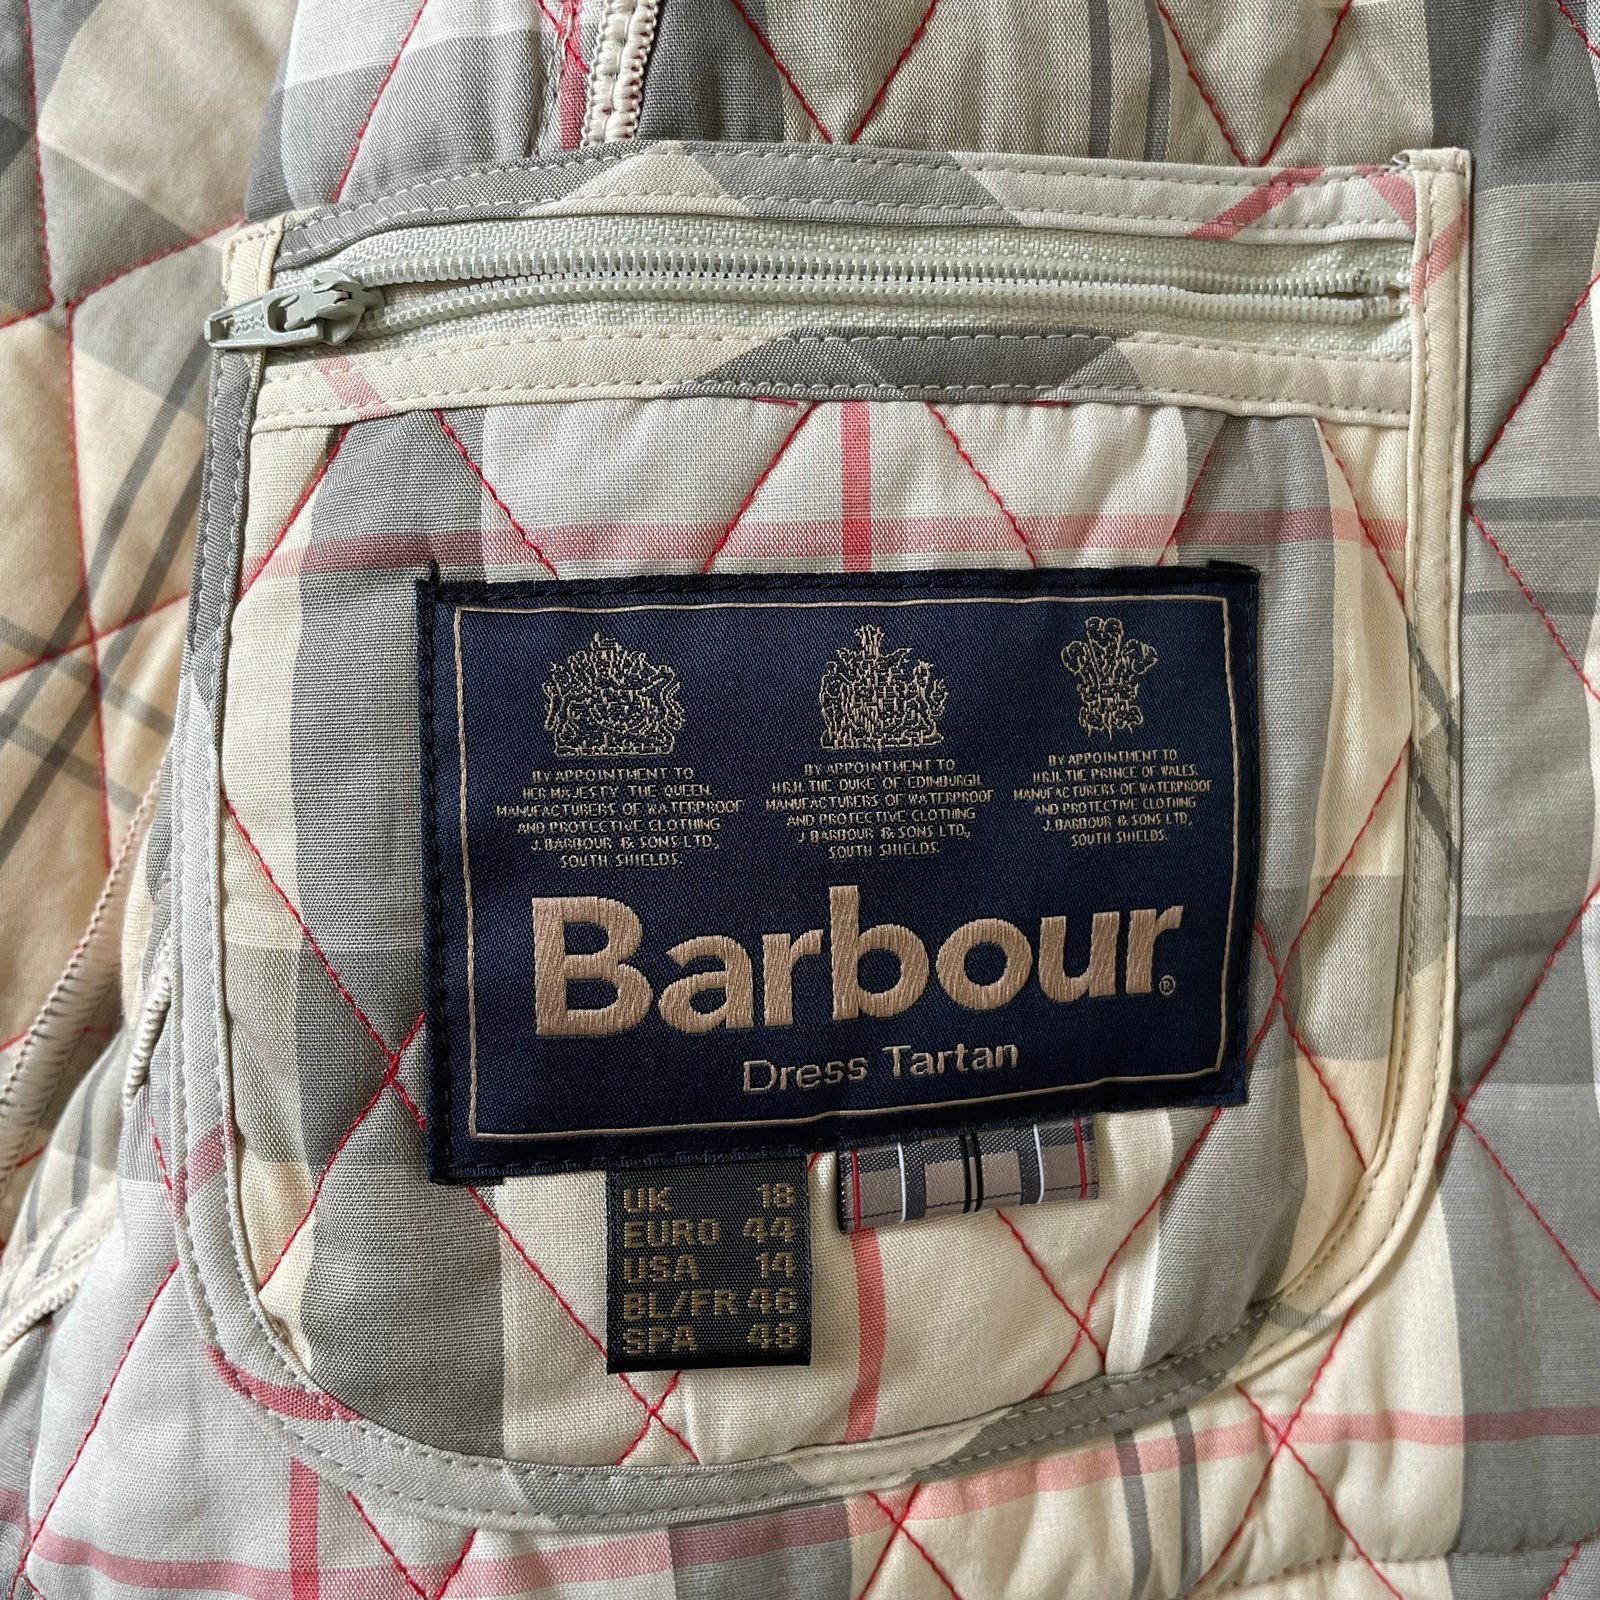 BY APPOINTMENT TO
HER MAJESTY THE QUEEN
MANUFACTURERS OF WATERPROOF
AND PROTECTIVE CLOTHING
J. BARBOUR & SONS LTD,
SOUTH SHIELDS.
BY APPOINTMENT TO
H.R.H. THE DUKE OF EDINBURGH.
MANUFACTURERS OF WATERPROOF
AND PROTECTIVE CLOTHING
J. BARBOUR & SONS LTD,
SOUTH SHIELDS.
BY APPOINTMENT TO
H.R.H. THE PRINCE OF WALES.
MANUFACTURERS OF WATERPROOF
AND PROTECTIVE CLOTHING
J. BARBOUR & SONS LTD,
SOUTH SHIELDS.
Barbour®
Dress Tartan
UK 18
EURO 44
USA 14
BL/FR 46
SPA 48